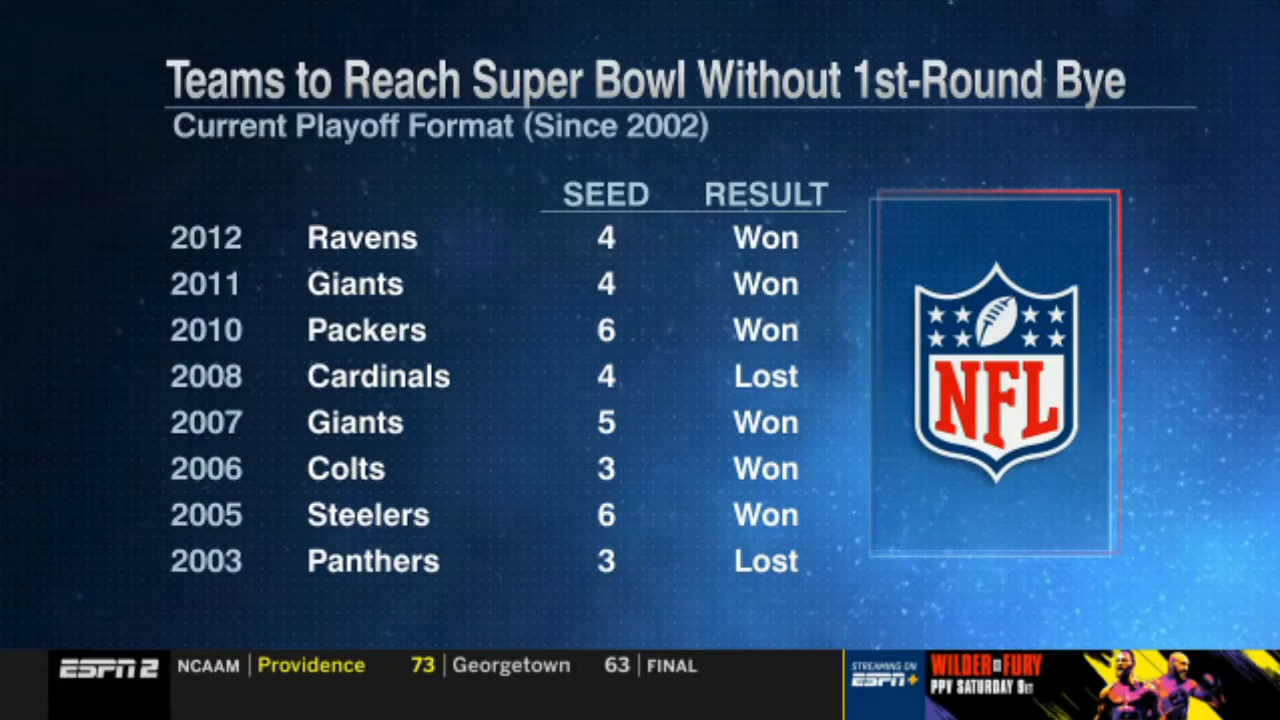 Teams to Reach Super Bowl Without 1st-Round Bye
Current Playoff Format (Since 2002)
SEED RESULT
2012 Ravens 4 Won
2011 Giants 4 Won
2010 Packers 6 Won
2008 Cardinals 4 Lost
2007 Giants 5 Won
2006 Colts 3 Won
2005 Steelers 6 Won
2003 Panthers 3 Lost
NFL
ESPN 2 NCAAM Providence 73 Georgetown 63 FINAL
STREAMING ON
ESPN+
WILDER FURY
PPV SATURDAY 9ET